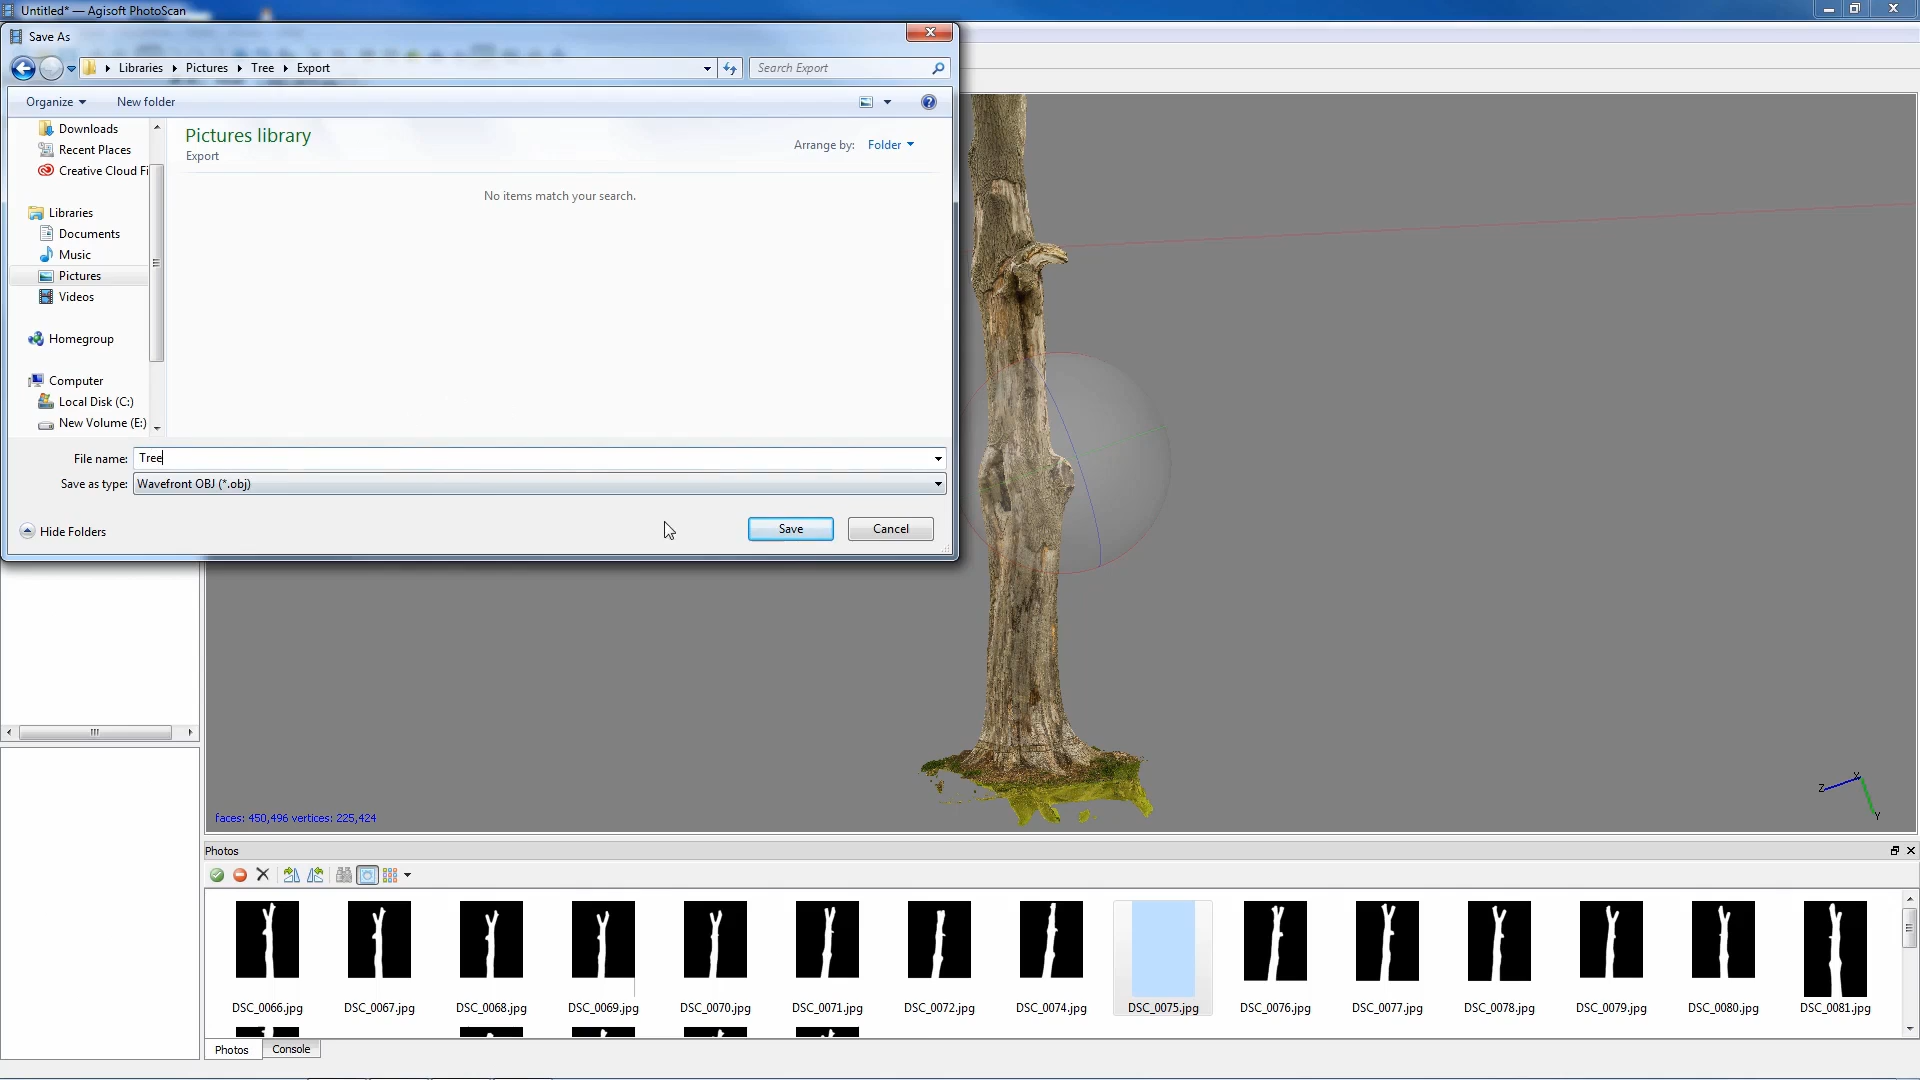 Untitled* — Agisoft PhotoScan
Save As
Libraries
Pictures
Tree
Export
Search Export
Organize
New folder
Downloads
Recent Places
Creative Cloud Fi
Libraries
Documents
Music
Pictures
Videos
Homegroup
Computer
Local Disk (C:)
New Volume (E:)
Pictures library
Export
Arrange by: Folder
No items match your search.
File name: Tree
Save as type: Wavefront OBJ (*.obj)
Hide Folders
Save
Cancel
X
Z
Y
faces: 450,496 vertices: 225,424
Photos
DSC_0066.jpg
DSC_0067.jpg
DSC_0068.jpg
DSC_0069.jpg
DSC_0070.jpg
DSC_0071.jpg
DSC_0072.jpg
DSC_0074.jpg
DSC_0075.jpg
DSC_0076.jpg
DSC_0077.jpg
DSC_0078.jpg
DSC_0079.jpg
DSC_0080.jpg
DSC_0081.jpg
Photos
Console